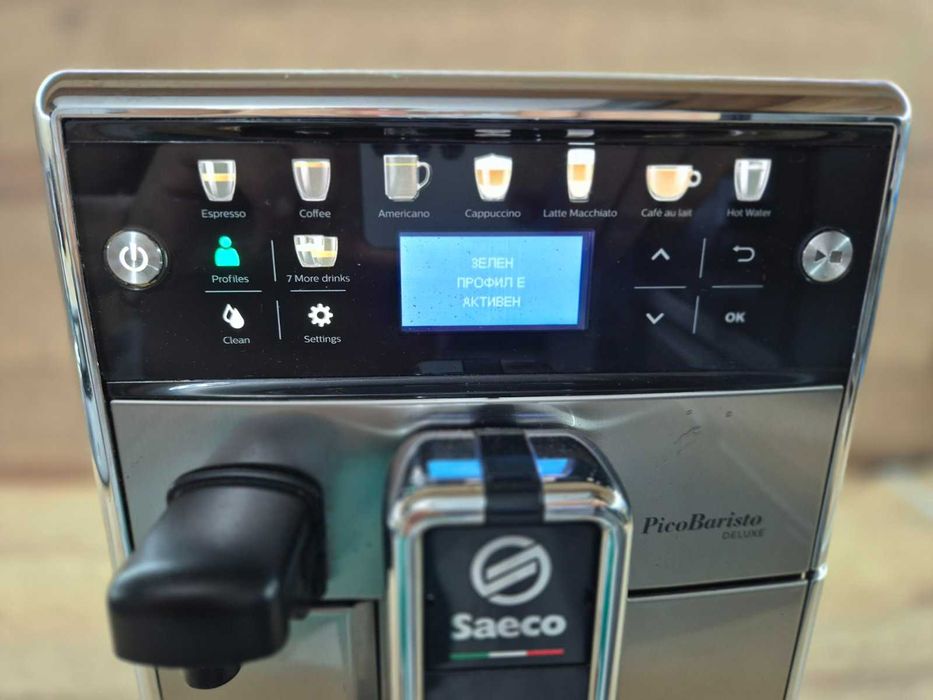 Espresso
Coffee
Americano
Cappuccino
Latte Macchiato
Café au lait
Hot Water
Profiles
7 More drinks
ЗЕЛЕН
ПРОФИЛ Е
АКТИВЕН
Clean
Settings
OK
PicoBaristo
DELUXE
Saeco